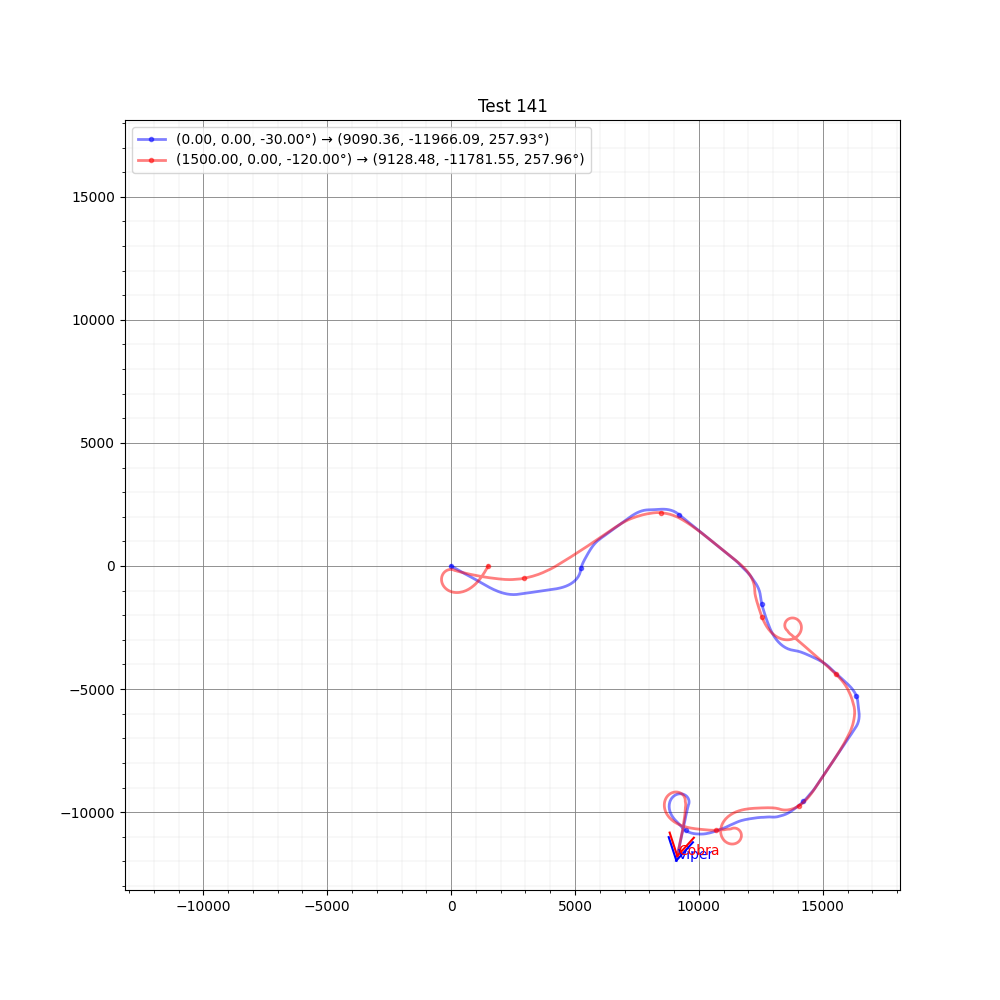 Test 141
(0.00, 0.00, -30.00°) → (9090.36, -11966.09, 257.93°)
(1500.00, 0.00, -120.00°) → (9128.48, -11781.55, 257.96°)
15000
10000
5000
0
−5000
−10000
Cobra
Viper
−10000 −5000 0 5000 10000 15000